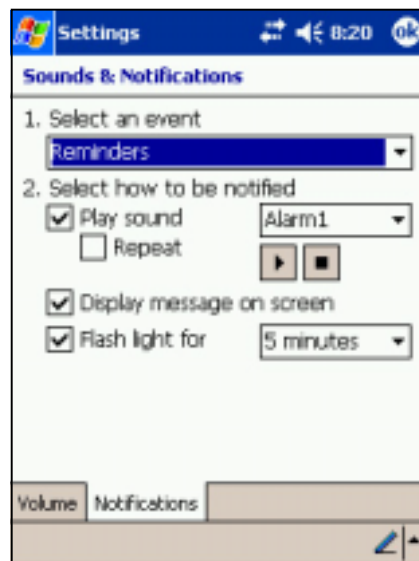 Settings 8:20 ok
Sounds & Notifications
1. Select an event
Reminders
2. Select how to be notified
Play sound Alarm1
Repeat
Display message on screen
Flash light for 5 minutes
Volume Notifications